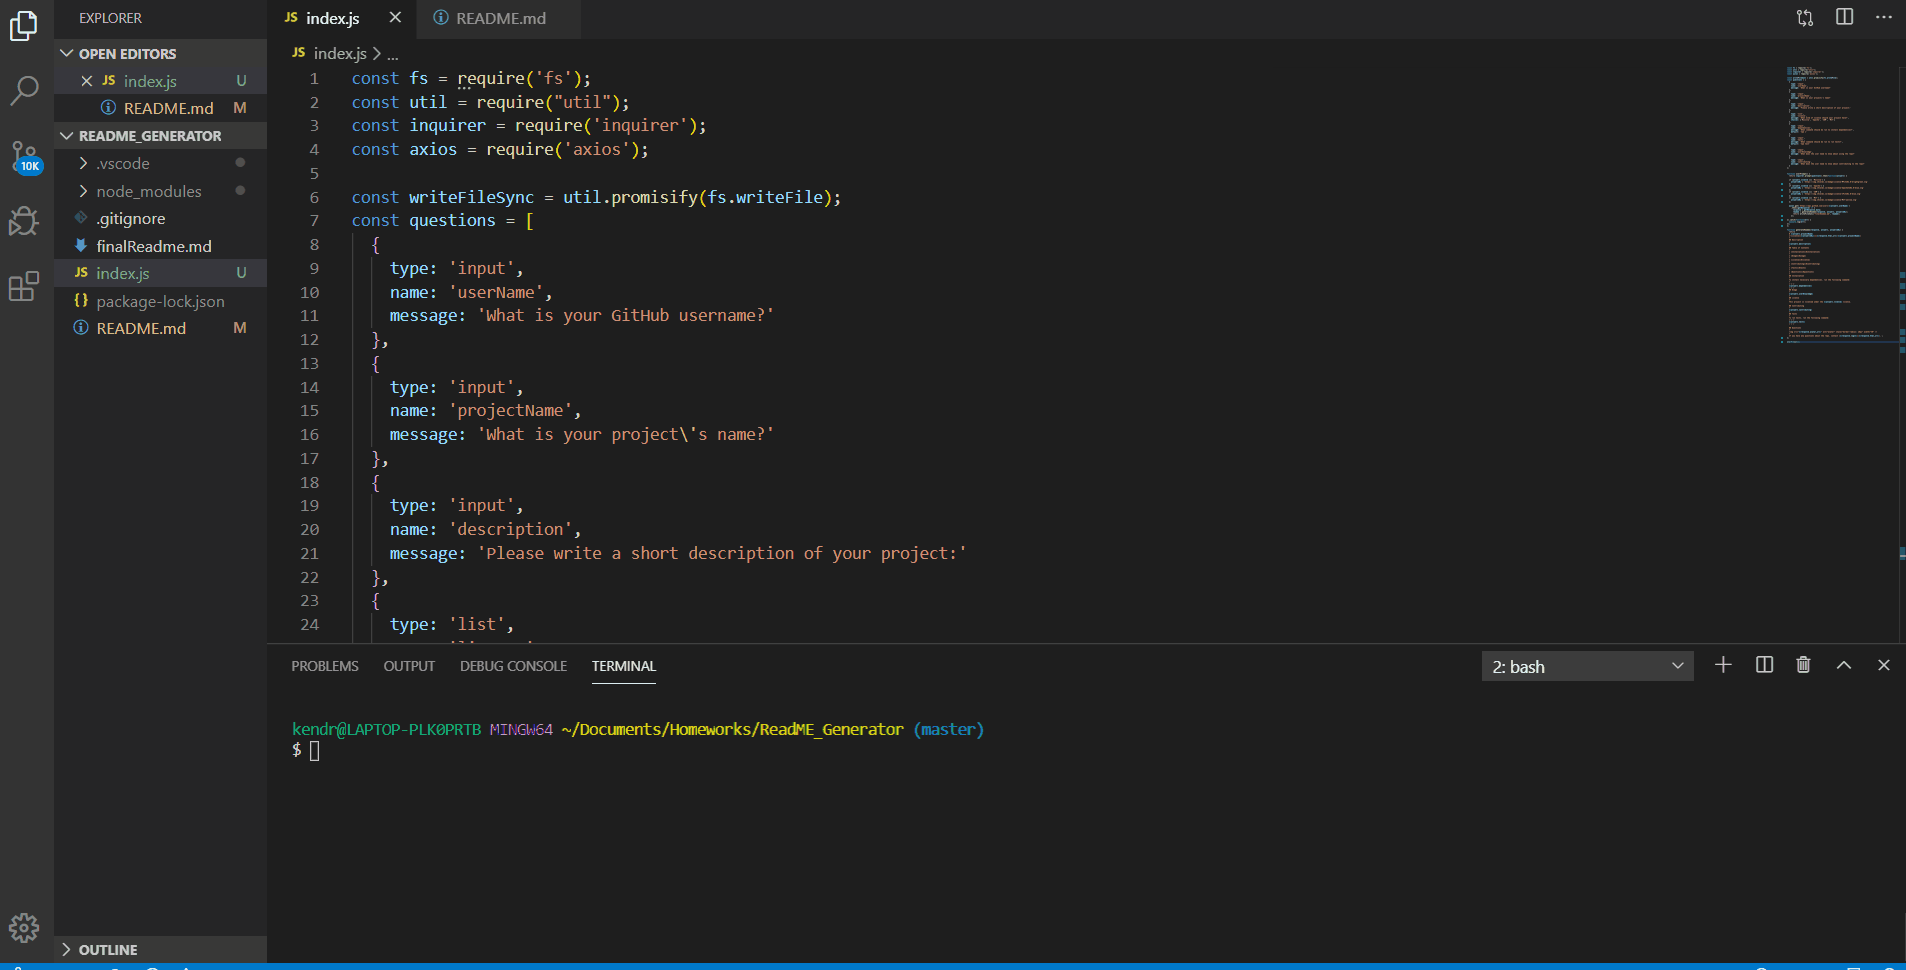 EXPLORER
OPEN EDITORS
JS index.js U
README.md M
README_GENERATOR
.vscode
node_modules
.gitignore
finalReadme.md
JS index.js U
{} package-lock.json
README.md M
OUTLINE
10K
JS index.js README.md
JS index.js > ...
1 const fs = require('fs');
2 const util = require("util");
3 const inquirer = require('inquirer');
4 const axios = require('axios');
5
6 const writeFileSync = util.promisify(fs.writeFile);
7 const questions = [
8 {
9 type: 'input',
10 name: 'userName',
11 message: 'What is your GitHub username?'
12 },
13 {
14 type: 'input',
15 name: 'projectName',
16 message: 'What is your project\'s name?'
17 },
18 {
19 type: 'input',
20 name: 'description',
21 message: 'Please write a short description of your project:'
22 },
23 {
24 type: 'list',
PROBLEMS OUTPUT DEBUG CONSOLE TERMINAL
2: bash
kendr@LAPTOP-PLK0PRTB MINGW64 ~/Documents/Homeworks/ReadME_Generator (master)
$